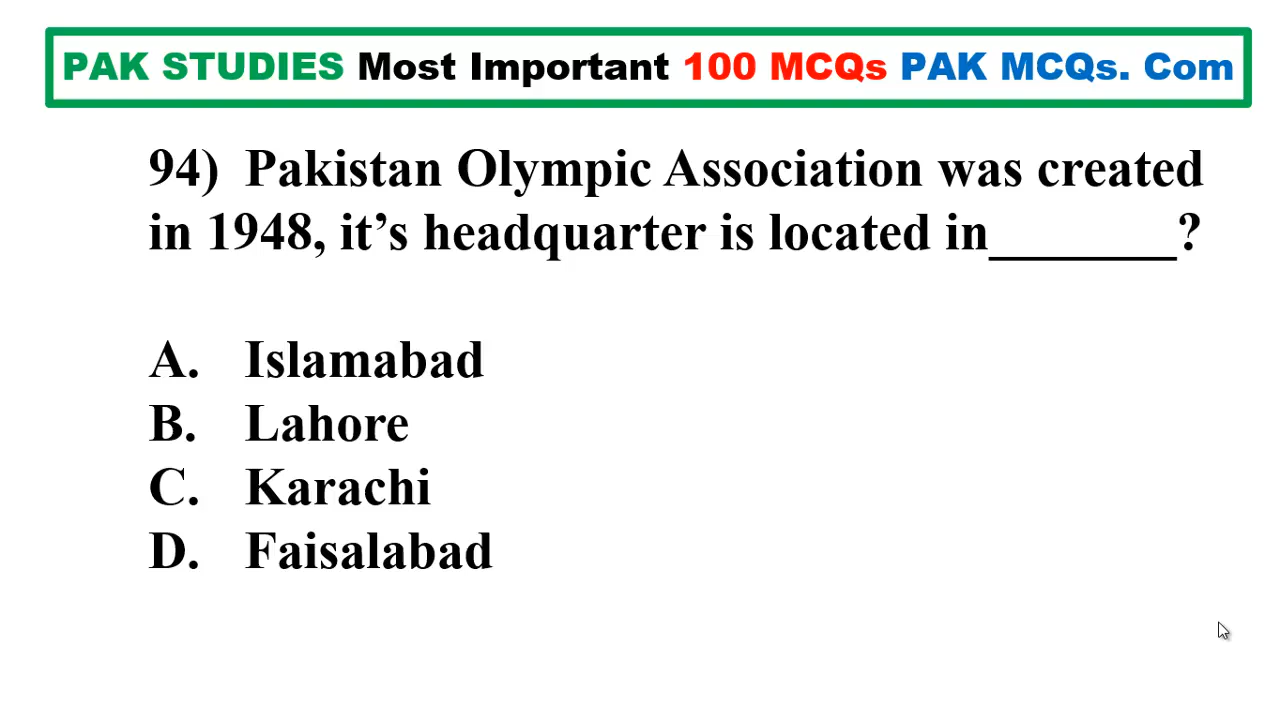 PAK STUDIES Most Important 100 MCQs PAK MCQs. Com
94) Pakistan Olympic Association was created
in 1948, it’s headquarter is located in_______?
A. Islamabad
B. Lahore
C. Karachi
D. Faisalabad